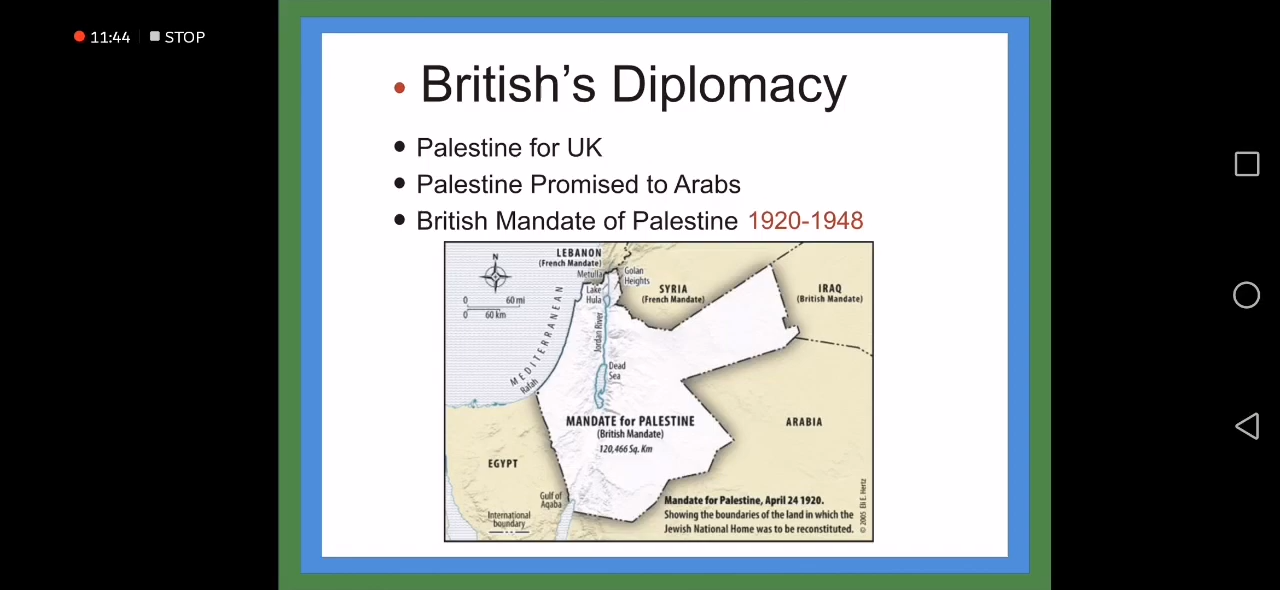 11:44 STOP
• British's Diplomacy
• Palestine for UK
• Palestine Promised to Arabs
• British Mandate of Palestine 1920-1948
LEBANON
(French Mandate)
N
Metulla
Golan
Heights
SYRIA
(French Mandate)
IRAQ
(British Mandate)
Lake
Hula
0 60 mi
0 60 km
MEDITERRANEAN
Jordan River
Rafah
Dead
Sea
MANDATE for PALESTINE
(British Mandate)
120,466 Sq. Km
ARABIA
EGYPT
Gulf of
Aqaba
International
boundary
Mandate for Palestine, April 24 1920.
Showing the boundaries of the land in which the
Jewish National Home was to be reconstituted.
© 2005 Eli E. Hertz